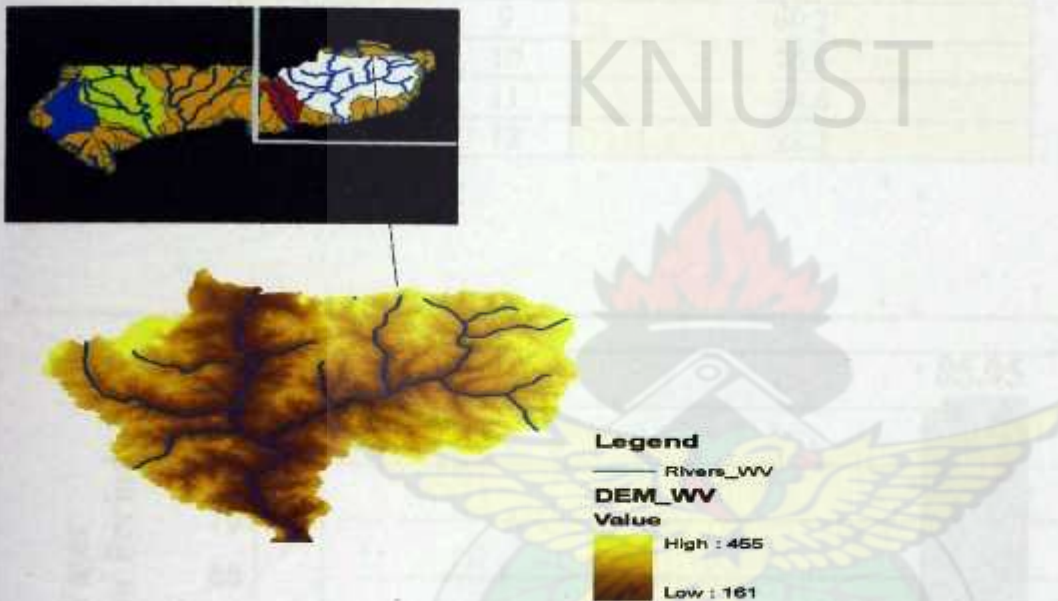 KNUST
Legend
Rivers_WV
DEM_WV
Value
High : 455
Low : 161